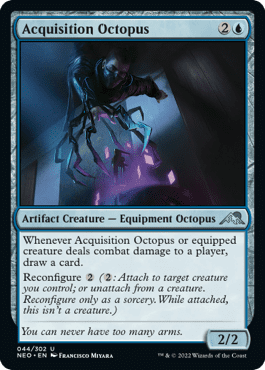 Acquisition Octopus 2
Artifact Creature — Equipment Octopus
Whenever Acquisition Octopus or equipped
creature deals combat damage to a player,
draw a card.
Reconfigure 2 (2: Attach to target creature
you control; or unattach from a creature.
Reconfigure only as a sorcery. While attached,
this isn't a creature.)
You can never have too many arms.
2/2
044/302 U
NEO • EN Francisco Miyara
™ & © 2022 Wizards of the Coast